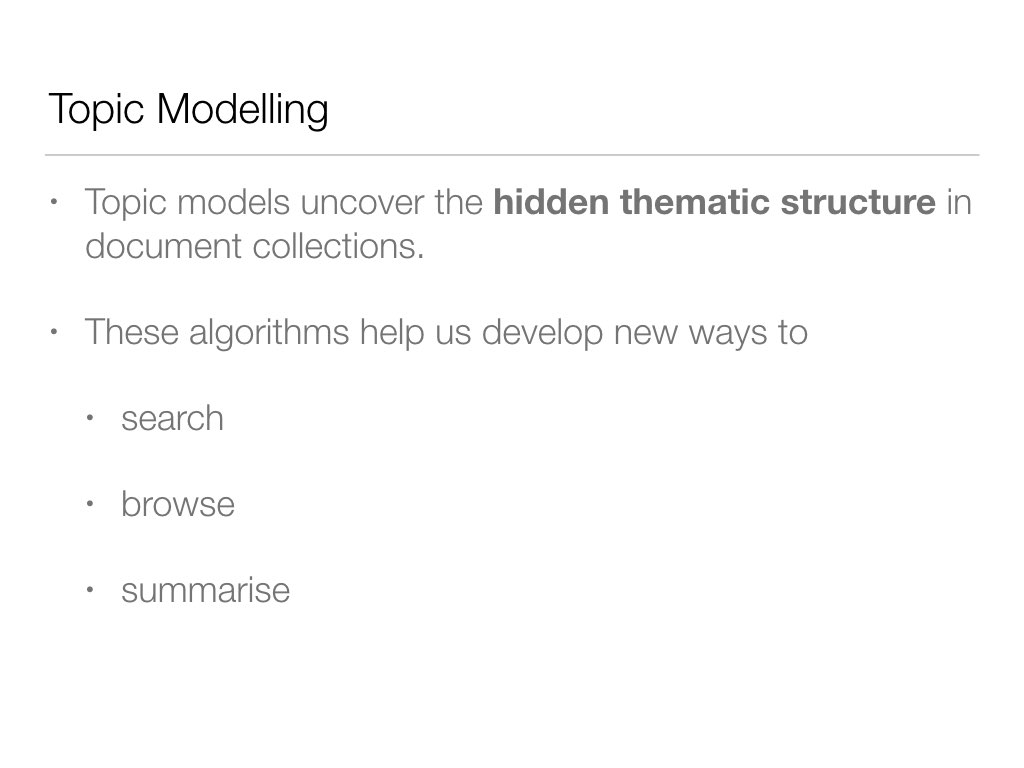 Topic Modelling
• Topic models uncover the hidden thematic structure in
document collections.
• These algorithms help us develop new ways to
• search
• browse
• summarise